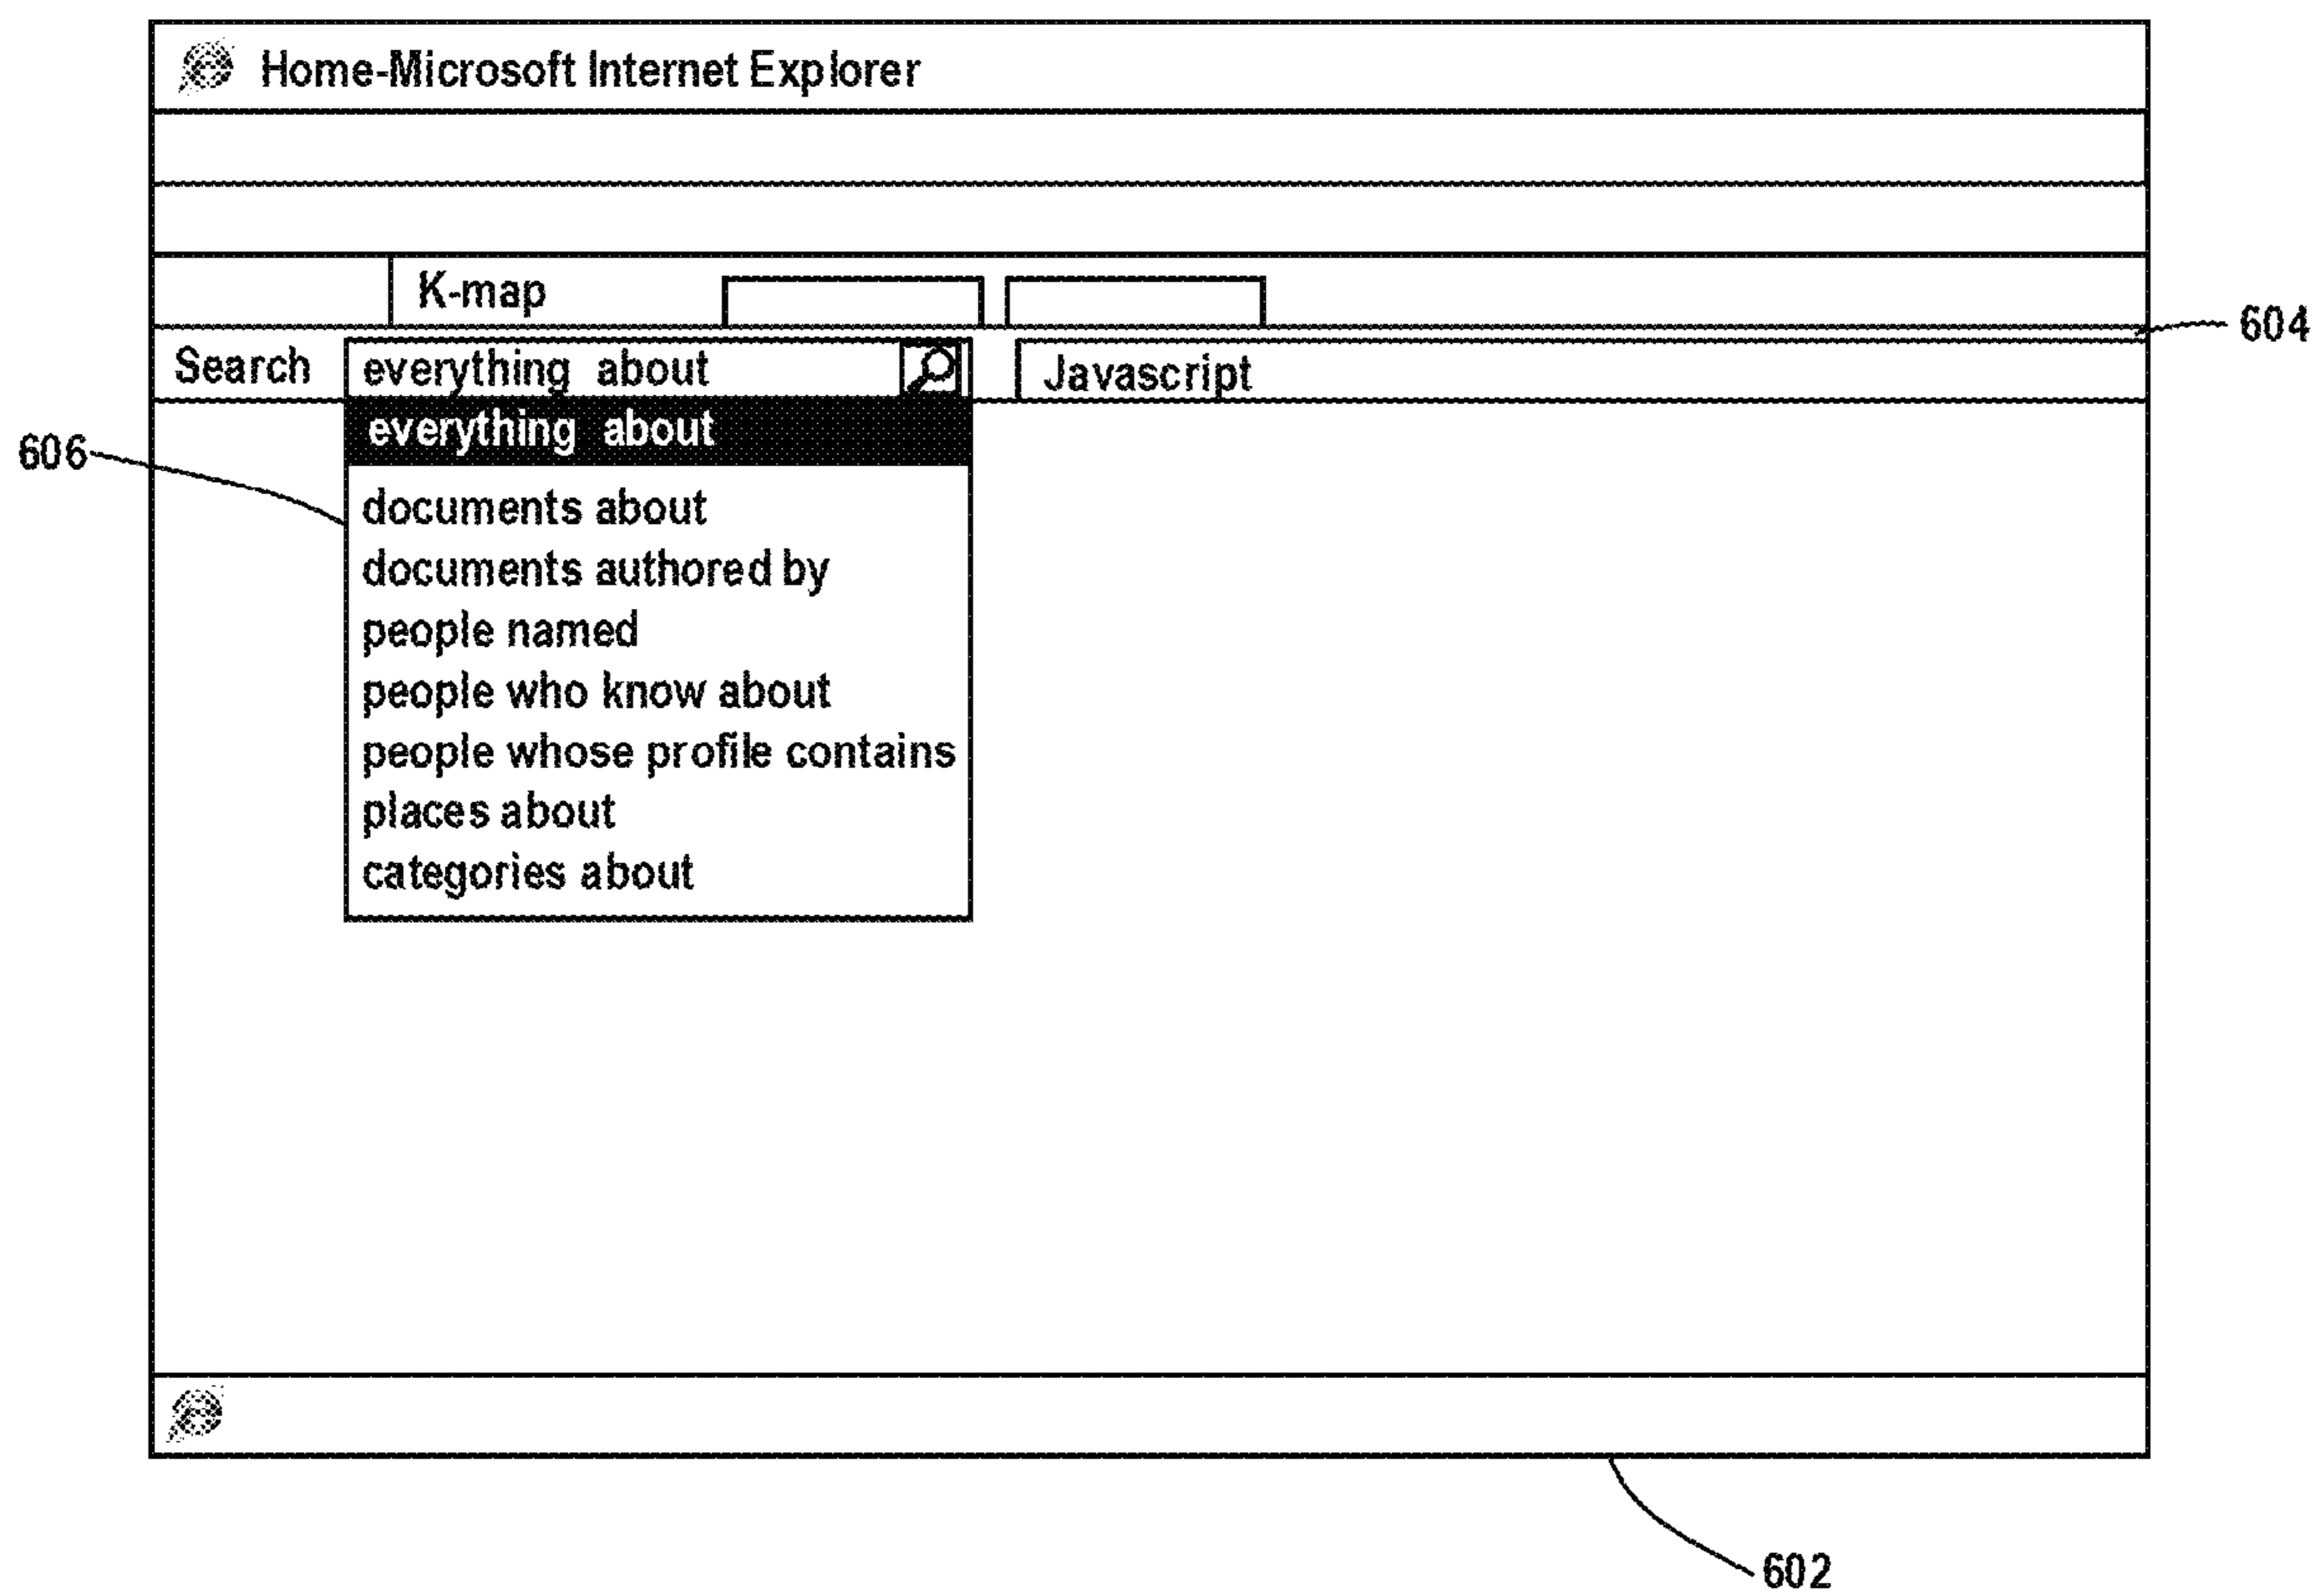 Home-Microsoft Internet Explorer
K-map
604
Search everything about Javascript
everything about
606
documents about
documents authored by
people named
people who know about
people whose profile contains
places about
categories about
602